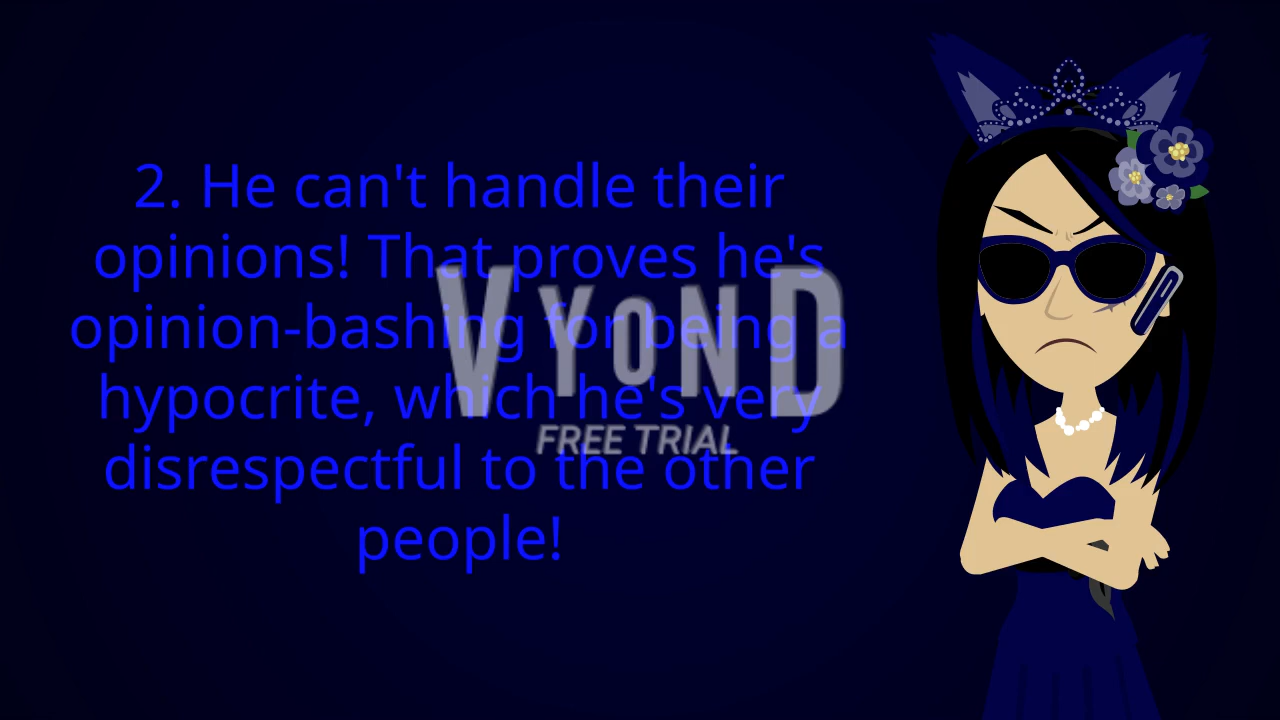 2. He can't handle their
opinions! That proves he's
opinion-bashing for being a
hypocrite, which he's very
disrespectful to the other
people!
VYOND
FREE TRIAL